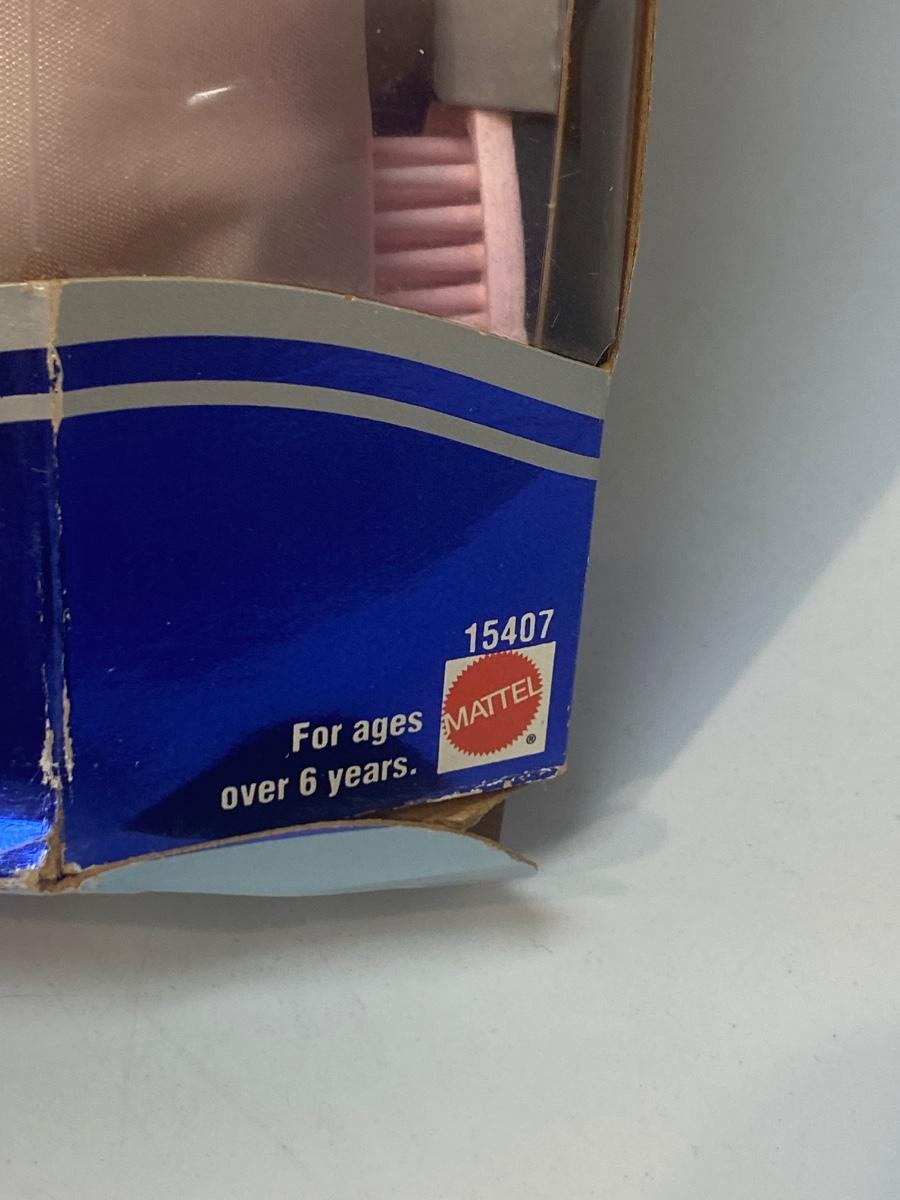 15407
MATTEL
®
For ages
over 6 years.